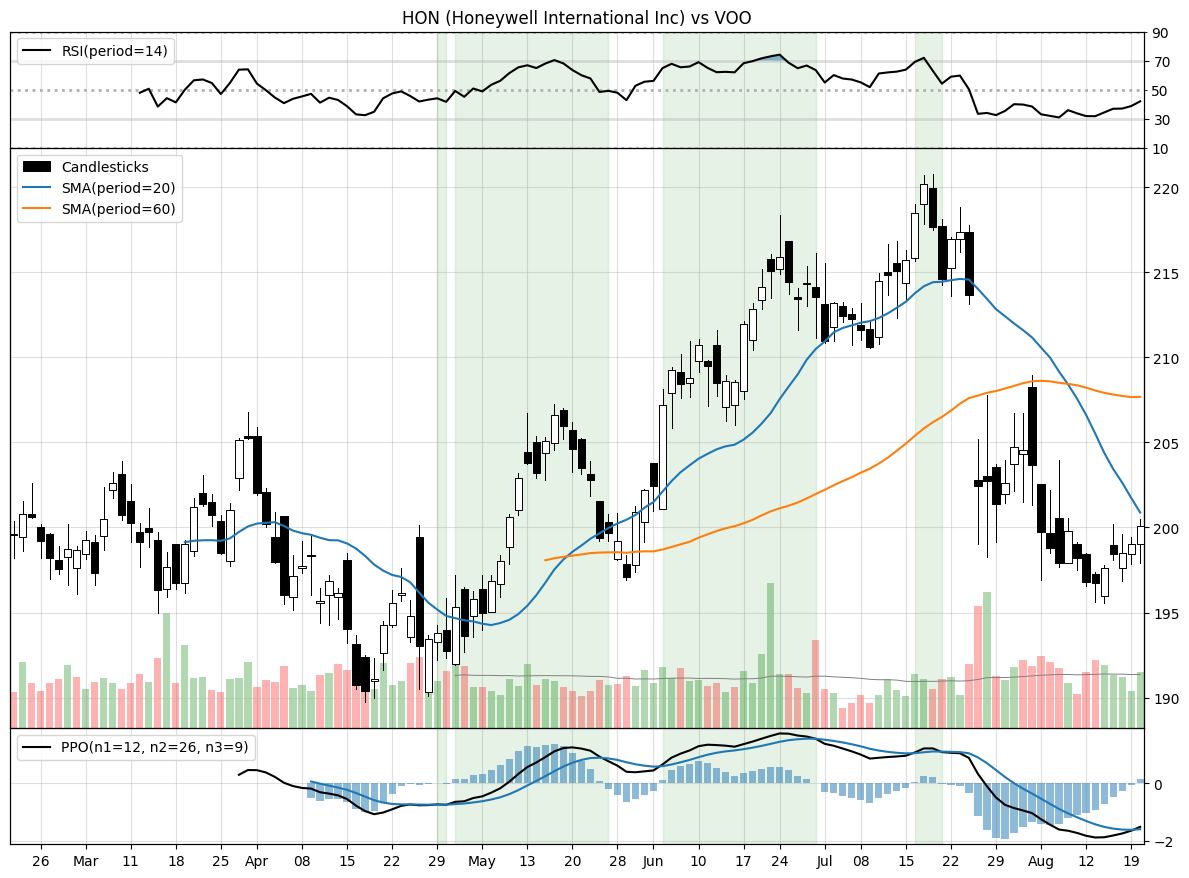 HON (Honeywell International Inc) vs VOO
RSI(period=14)
90
70
50
30
10
Candlesticks
SMA(period=20)
SMA(period=60)
220
215
210
205
200
195
190
PPO(n1=12, n2=26, n3=9)
0
−2
26 Mar 11 18 25 Apr 08 15 22 29 May 13 20 28 Jun 10 17 24 Jul 08 15 22 29 Aug 12 19